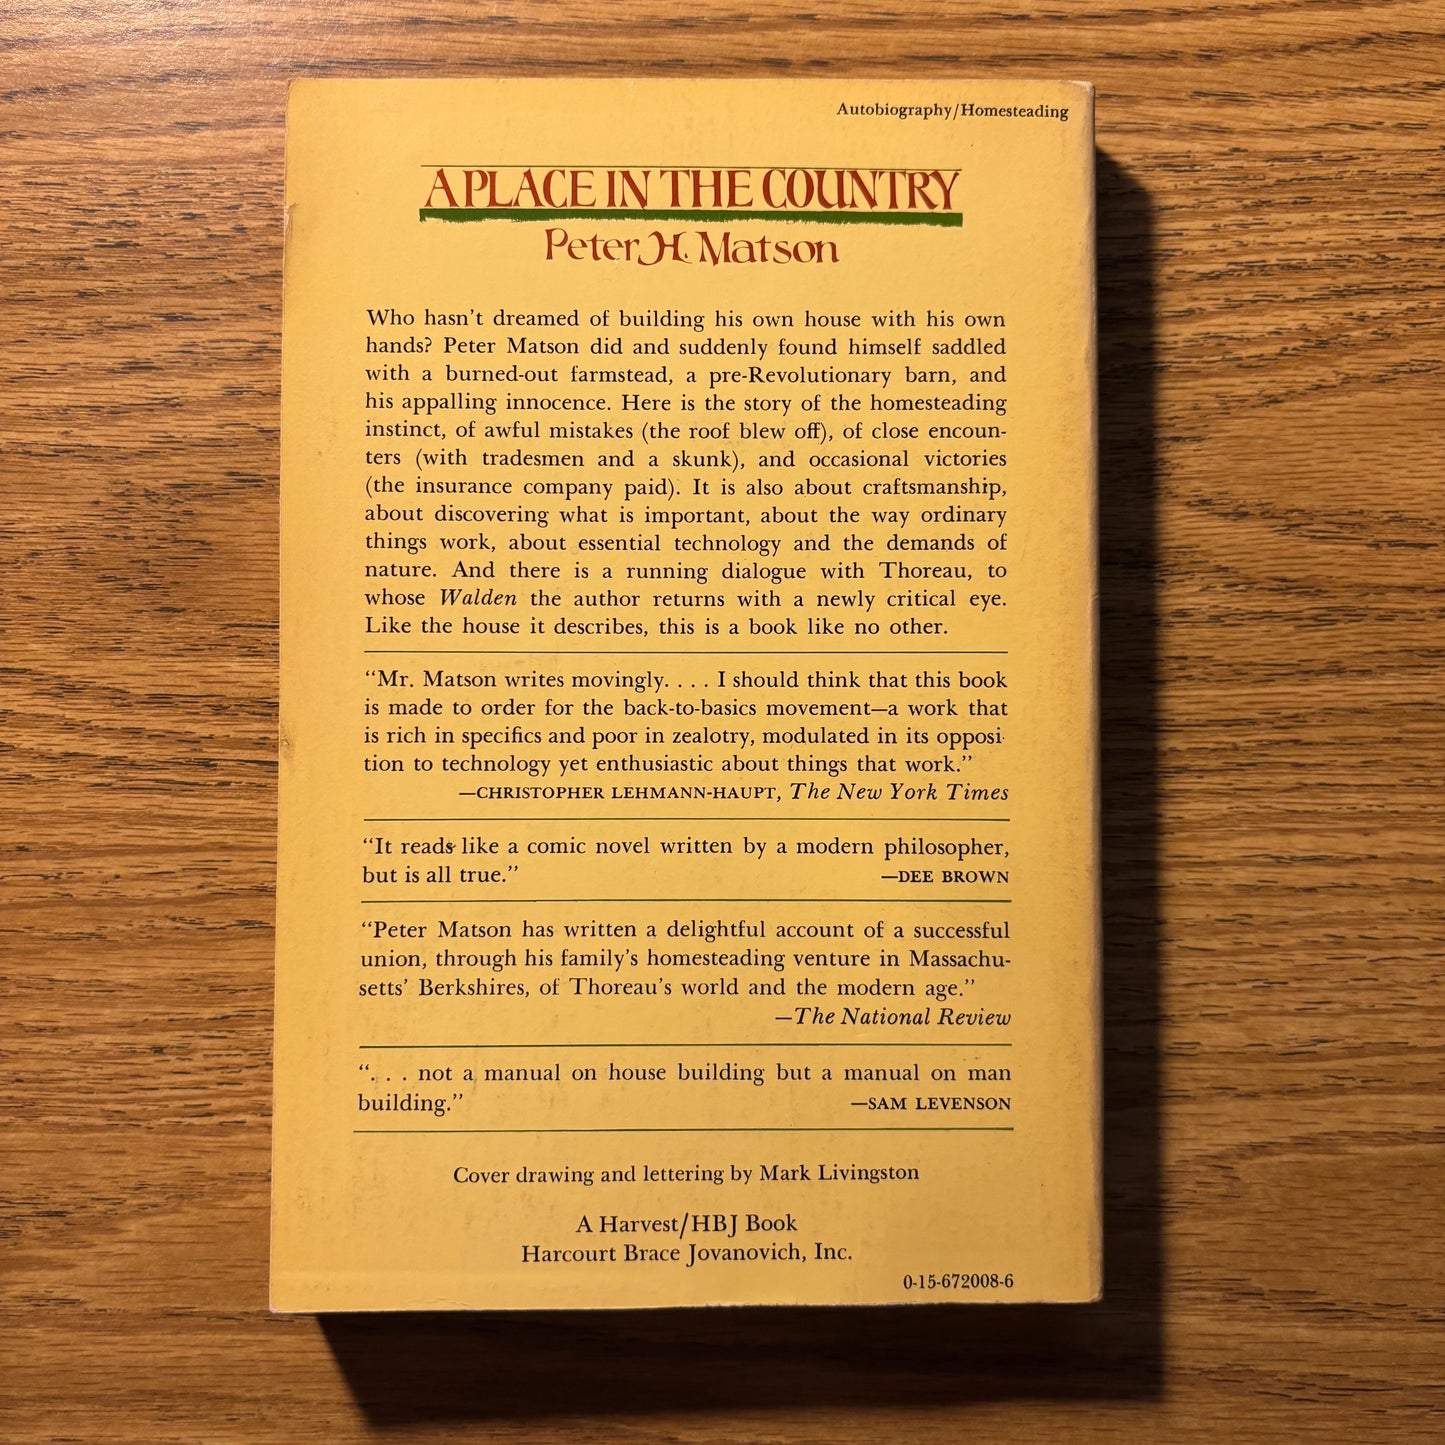 Autobiography/Homesteading
A PLACE IN THE COUNTRY
Peter H. Matson
Who hasn't dreamed of building his own house with his own
hands? Peter Matson did and suddenly found himself saddled
with a burned-out farmstead, a pre-Revolutionary barn, and
his appalling innocence. Here is the story of the homesteading
instinct, of awful mistakes (the roof blew off), of close encoun-
ters (with tradesmen and a skunk), and occasional victories
(the insurance company paid). It is also about craftsmanship,
about discovering what is important, about the way ordinary
things work, about essential technology and the demands of
nature. And there is a running dialogue with Thoreau, to
whose Walden the author returns with a newly critical eye.
Like the house it describes, this is a book like no other.
“Mr. Matson writes movingly. . . . I should think that this book
is made to order for the back-to-basics movement—a work that
is rich in specifics and poor in zealotry, modulated in its opposi-
tion to technology yet enthusiastic about things that work.”
—CHRISTOPHER LEHMANN-HAUPT, The New York Times
“It reads like a comic novel written by a modern philosopher,
but is all true.” —DEE BROWN
“Peter Matson has written a delightful account of a successful
union, through his family's homesteading venture in Massachu-
setts' Berkshires, of Thoreau's world and the modern age.”
—The National Review
“. . . not a manual on house building but a manual on man
building.” —SAM LEVENSON
Cover drawing and lettering by Mark Livingston
A Harvest/HBJ Book
Harcourt Brace Jovanovich, Inc.
0-15-672008-6